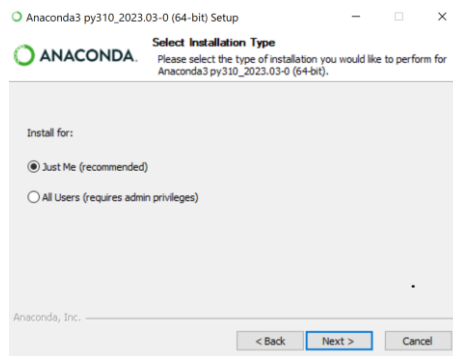 Anaconda3 py310_2023.03-0 (64-bit) Setup
ANACONDA.
Select Installation Type
Please select the type of installation you would like to perform for
Anaconda3 py310_2023.03-0 (64-bit).
Install for:
Just Me (recommended)
All Users (requires admin privileges)
Anaconda, Inc.
< Back
Next >
Cancel